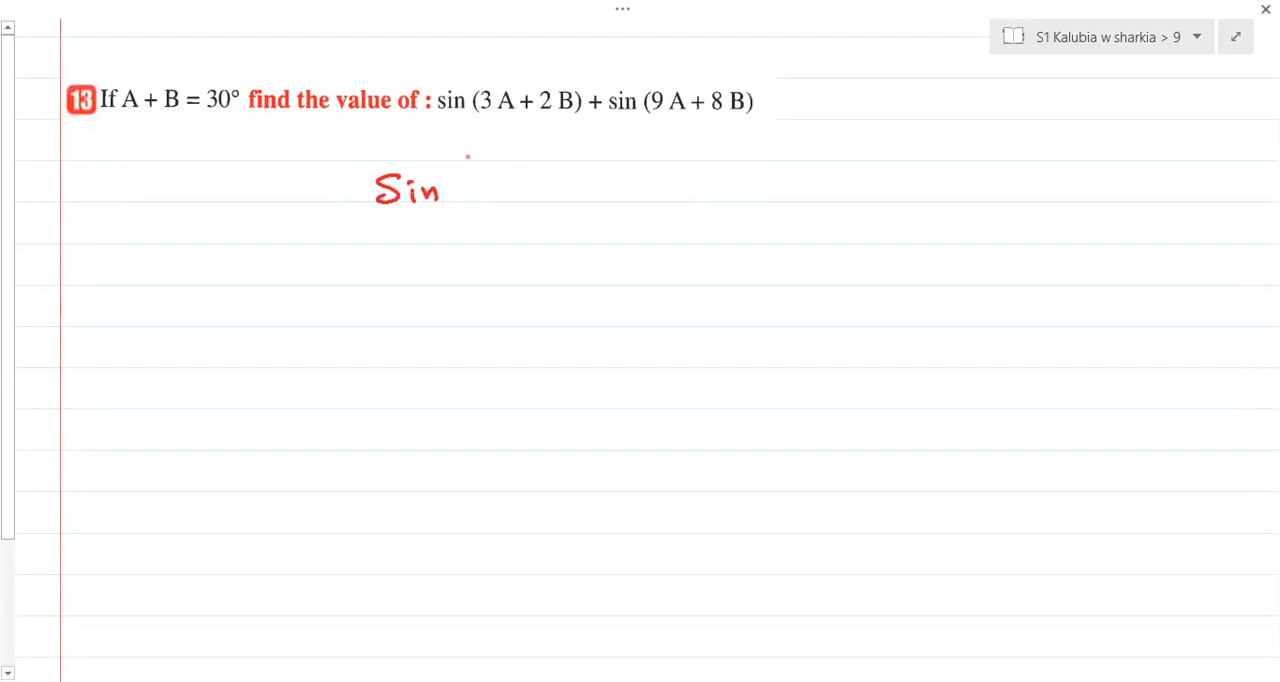 S1 Kalubia w sharkia > 9
13 If A + B = 30° find the value of : sin (3 A + 2 B) + sin (9 A + 8 B)
Sin